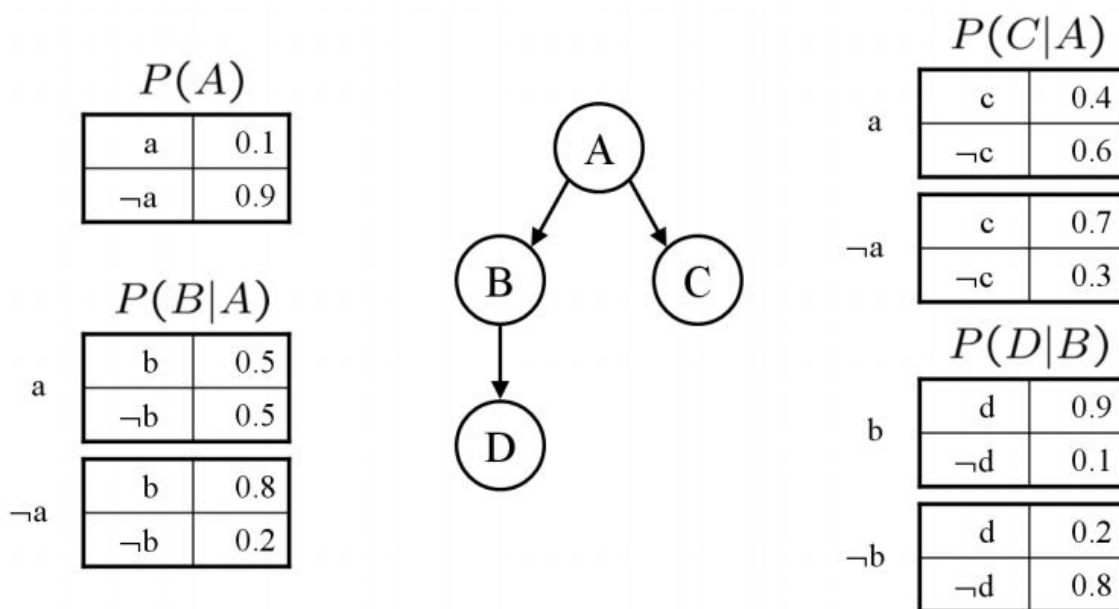 P(A)
a 0.1
¬a 0.9
P(B|A)
a
b 0.5
¬b 0.5
¬a
b 0.8
¬b 0.2
A
B
C
D
P(C|A)
a
c 0.4
¬c 0.6
¬a
c 0.7
¬c 0.3
P(D|B)
b
d 0.9
¬d 0.1
¬b
d 0.2
¬d 0.8